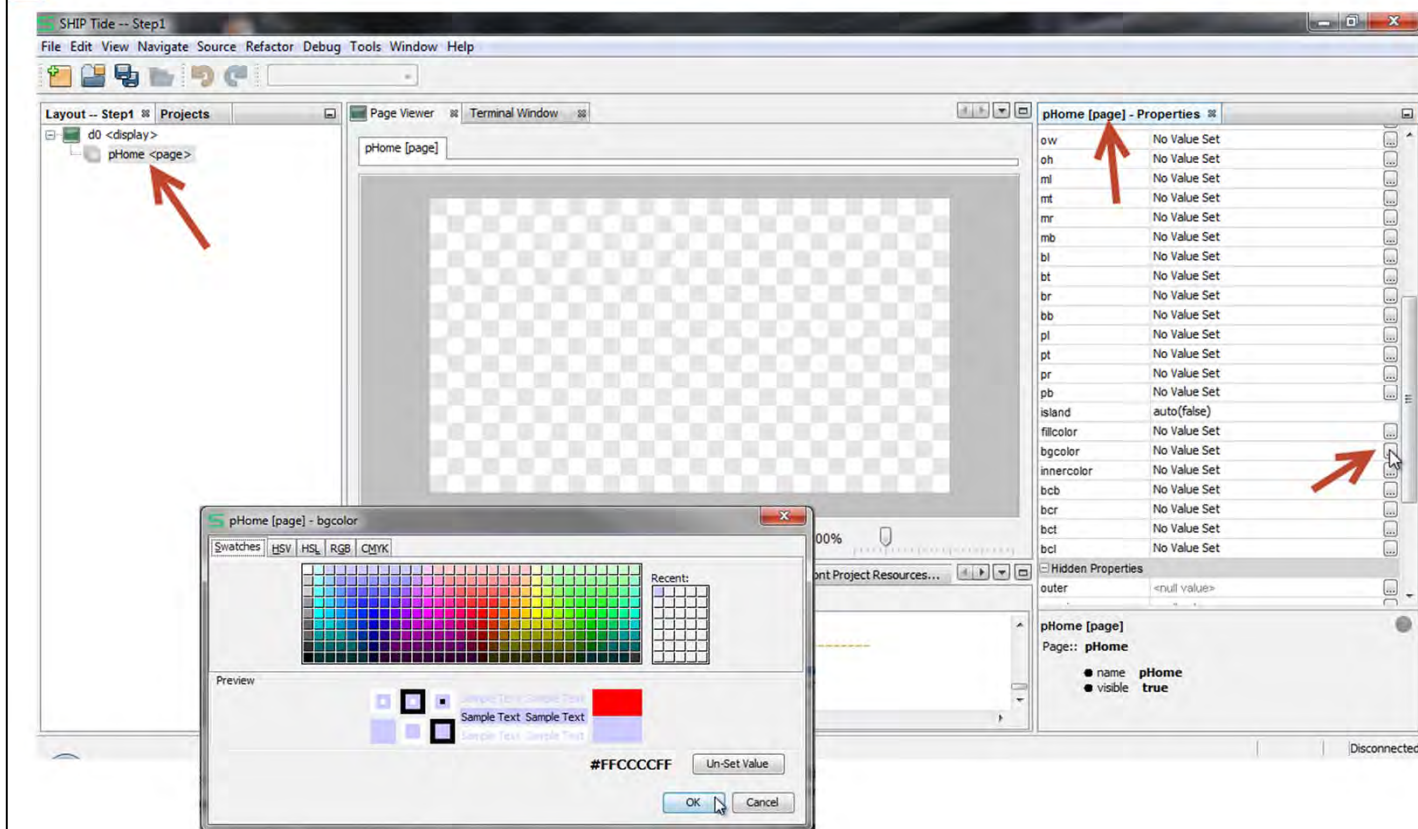 SHIP Tide -- Step1
File Edit View Navigate Source Refactor Debug Tools Window Help
Layout -- Step1 Projects
d0 <display>
pHome <page>
Page Viewer Terminal Window
pHome [page]
pHome [page] - Properties
ow No Value Set
oh No Value Set
ml No Value Set
mt No Value Set
mr No Value Set
mb No Value Set
bl No Value Set
bt No Value Set
br No Value Set
bb No Value Set
pl No Value Set
pt No Value Set
pr No Value Set
pb No Value Set
island auto(false)
fillcolor No Value Set
bgcolor No Value Set
innercolor No Value Set
bcb No Value Set
bcr No Value Set
bct No Value Set
bcl No Value Set
Hidden Properties
outer <null value>
pHome [page]
Page:: pHome
name pHome
visible true
00%
ont Project Resources...
Disconnected
pHome [page] - bgcolor
Swatches HSV HSL RGB CMYK
Recent:
Preview
Sample Text Sample Text
Sample Text Sample Text
Sample Text Sample Text
#FFCCCCFF Un-Set Value
OK Cancel